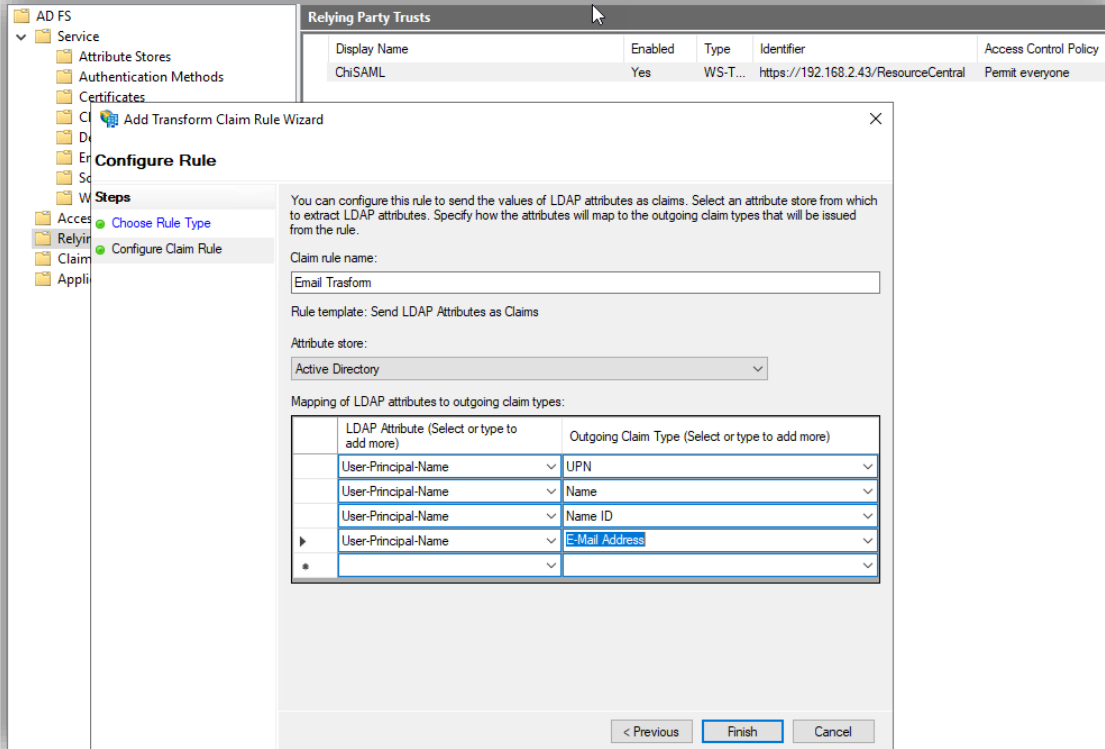 AD FS
Service
Attribute Stores
Authentication Methods
Certificates
Relying Party Trusts
Display Name Enabled Type Identifier Access Control Policy
ChiSAML Yes WS-T... https://192.168.2.43/ResourceCentral Permit everyone
Add Transform Claim Rule Wizard
Configure Rule
Steps
Choose Rule Type
Configure Claim Rule
You can configure this rule to send the values of LDAP attributes as claims. Select an attribute store from which
to extract LDAP attributes. Specify how the attributes will map to the outgoing claim types that will be issued
from the rule.
Claim rule name:
Email Trasform
Rule template: Send LDAP Attributes as Claims
Attribute store:
Active Directory
Mapping of LDAP attributes to outgoing claim types:
LDAP Attribute (Select or type to
add more)
Outgoing Claim Type (Select or type to add more)
User-Principal-Name UPN
User-Principal-Name Name
User-Principal-Name Name ID
User-Principal-Name E-Mail Address
< Previous Finish Cancel